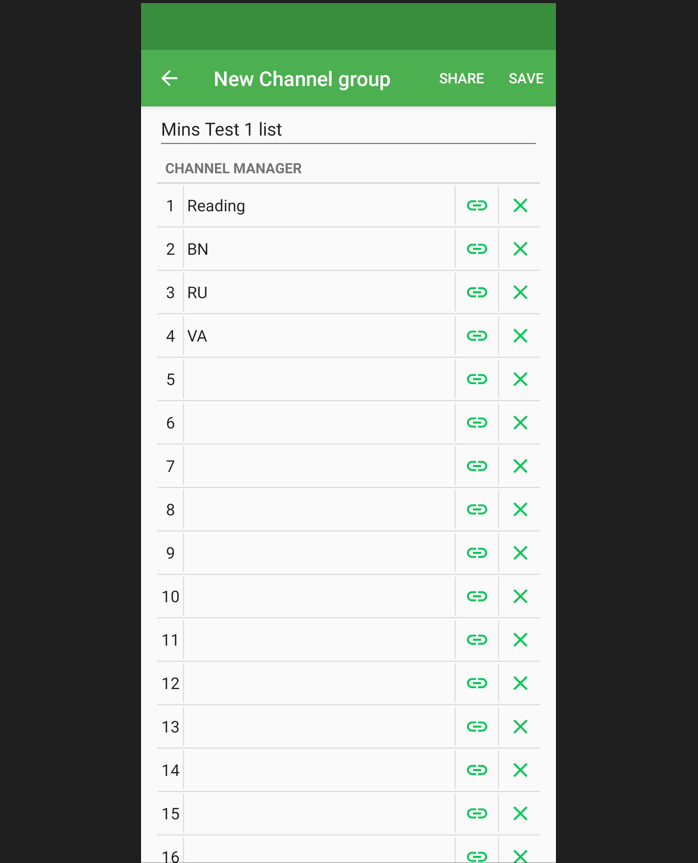 New Channel group SHARE SAVE
Mins Test 1 list
CHANNEL MANAGER
1 Reading
2 BN
3 RU
4 VA
5
6
7
8
9
10
11
12
13
14
15
16